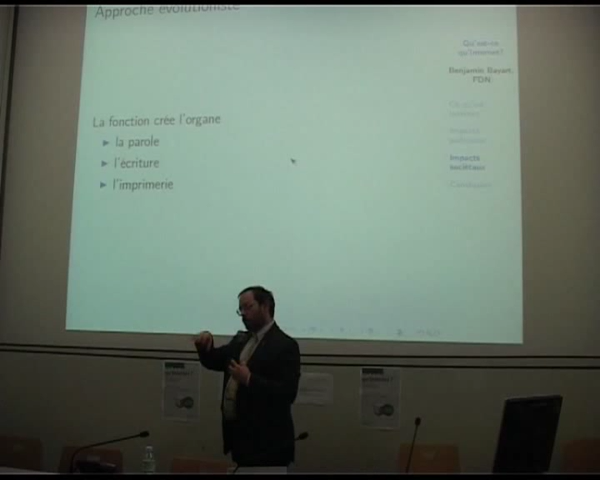 Approche évolutioniste
Qu'est-ce
qu'internet?
Benjamin Bayart,
FDN
La fonction crée l'organe
► la parole
► l'écriture
► l'imprimerie
Impacts
sociétaux